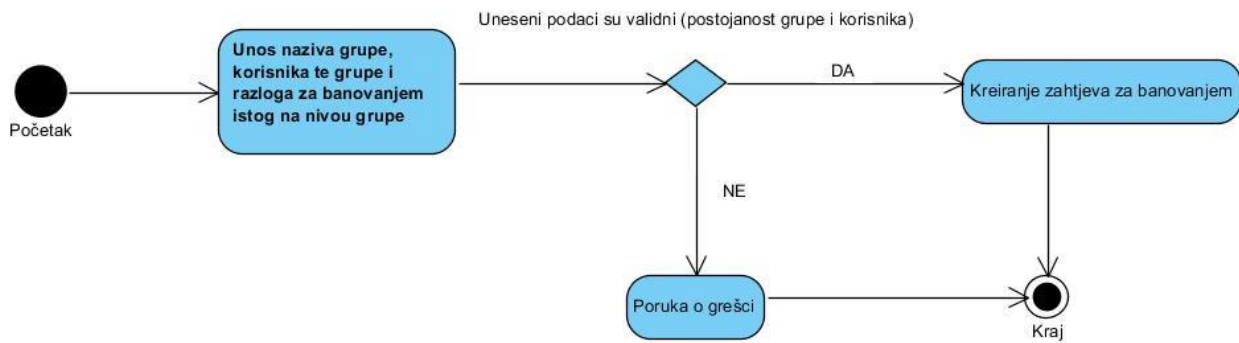 Uneseni podaci su validni (postojanost grupe i korisnika)
Unos naziva grupe,
korisnika te grupe i
razloga za banovanjem
istog na nivou grupe
Početak
DA
Kreiranje zahtjeva za banovanjem
NE
Poruka o grešci
Kraj